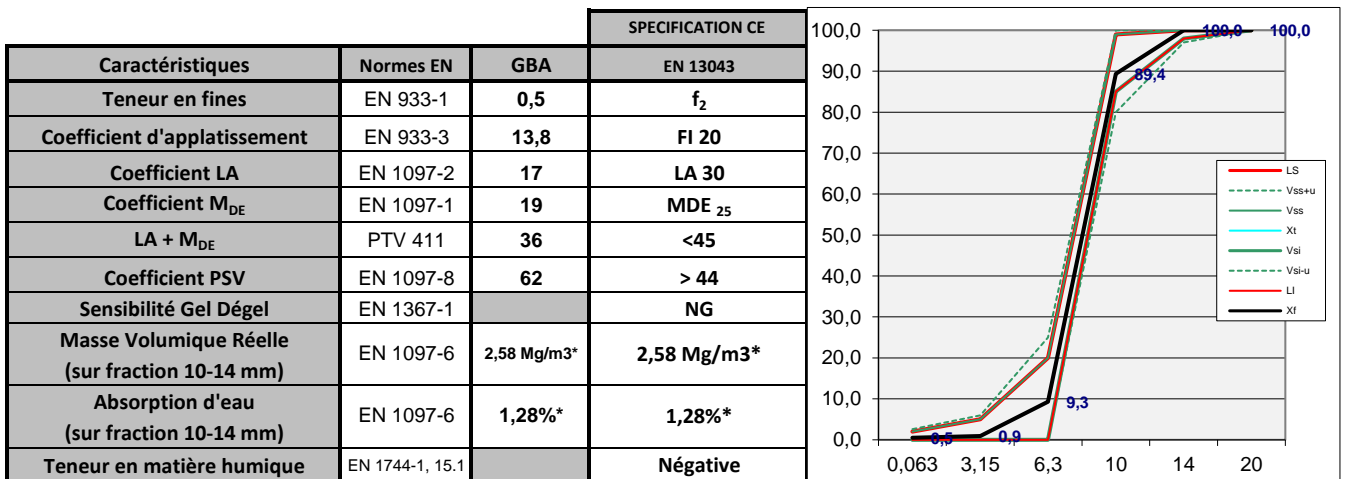 SPECIFICATION CE
Caractéristiques Normes EN GBA EN 13043
Teneur en fines EN 933-1 0,5 f2
Coefficient d'applatissement EN 933-3 13,8 FI 20
Coefficient LA EN 1097-2 17 LA 30
Coefficient MDE EN 1097-1 19 MDE 25
LA + MDE PTV 411 36 <45
Coefficient PSV EN 1097-8 62 > 44
Sensibilité Gel Dégel EN 1367-1 NG
Masse Volumique Réelle
(sur fraction 10-14 mm) EN 1097-6 2,58 Mg/m3* 2,58 Mg/m3*
Absorption d'eau
(sur fraction 10-14 mm) EN 1097-6 1,28%* 1,28%*
Teneur en matière humique EN 1744-1, 15.1 Négative
100,0
90,0
80,0
70,0
60,0
50,0
40,0
30,0
20,0
10,0
0,0
0,063 3,15 6,3 10 14 20
0,5
0,9
9,3
89,4
100,0
100,0
LS
Vss+u
Vss
Xt
Vsi
Vsi-u
LI
Xf